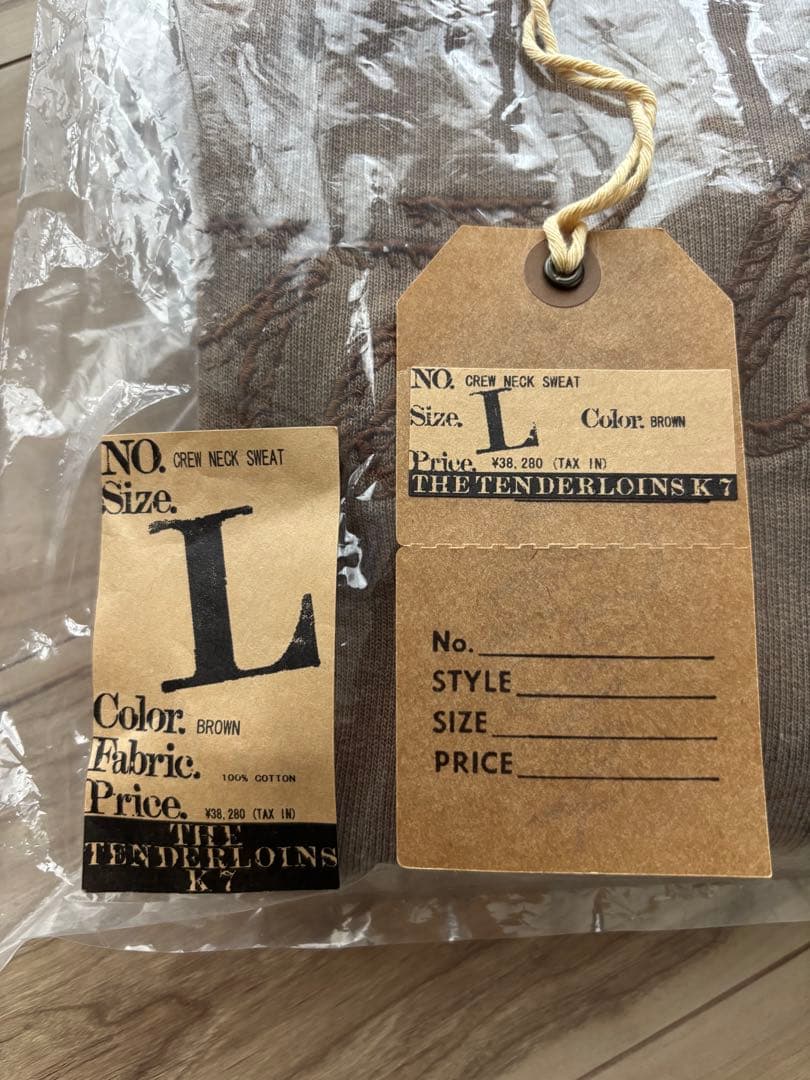 NO. CREW NECK SWEAT
Size.
L
Color. BROWN
Fabric. 100% COTTON
Price. ¥38,280 (TAX IN)
THE
TENDERLOINS
K 7
NO. CREW NECK SWEAT
Size. L Color. BROWN
Price. ¥38,280 (TAX IN)
THE TENDERLOINS K 7
No.
STYLE
SIZE
PRICE